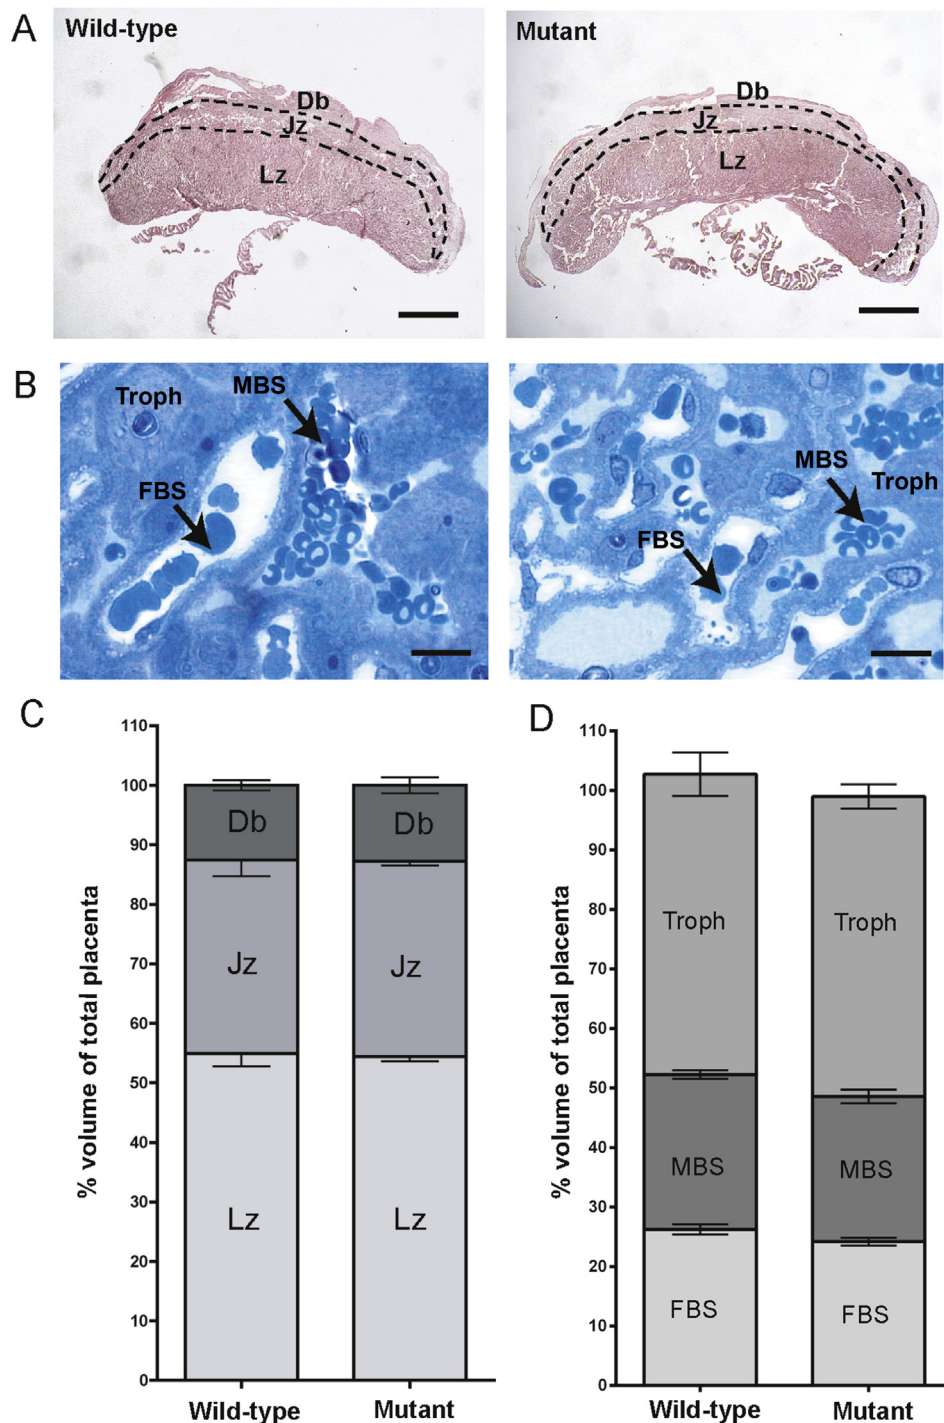 A
Wild-type
Db
Jz
Lz
Mutant
Db
Jz
Lz
B
Troph
MBS
FBS
MBS
Troph
FBS
C
% volume of total placenta
110
100
90
80
70
60
50
40
30
20
10
0
Db
Jz
Lz
Db
Jz
Lz
Wild-type
Mutant
D
% volume of total placenta
110
100
90
80
70
60
50
40
30
20
10
0
Troph
MBS
FBS
Troph
MBS
FBS
Wild-type
Mutant